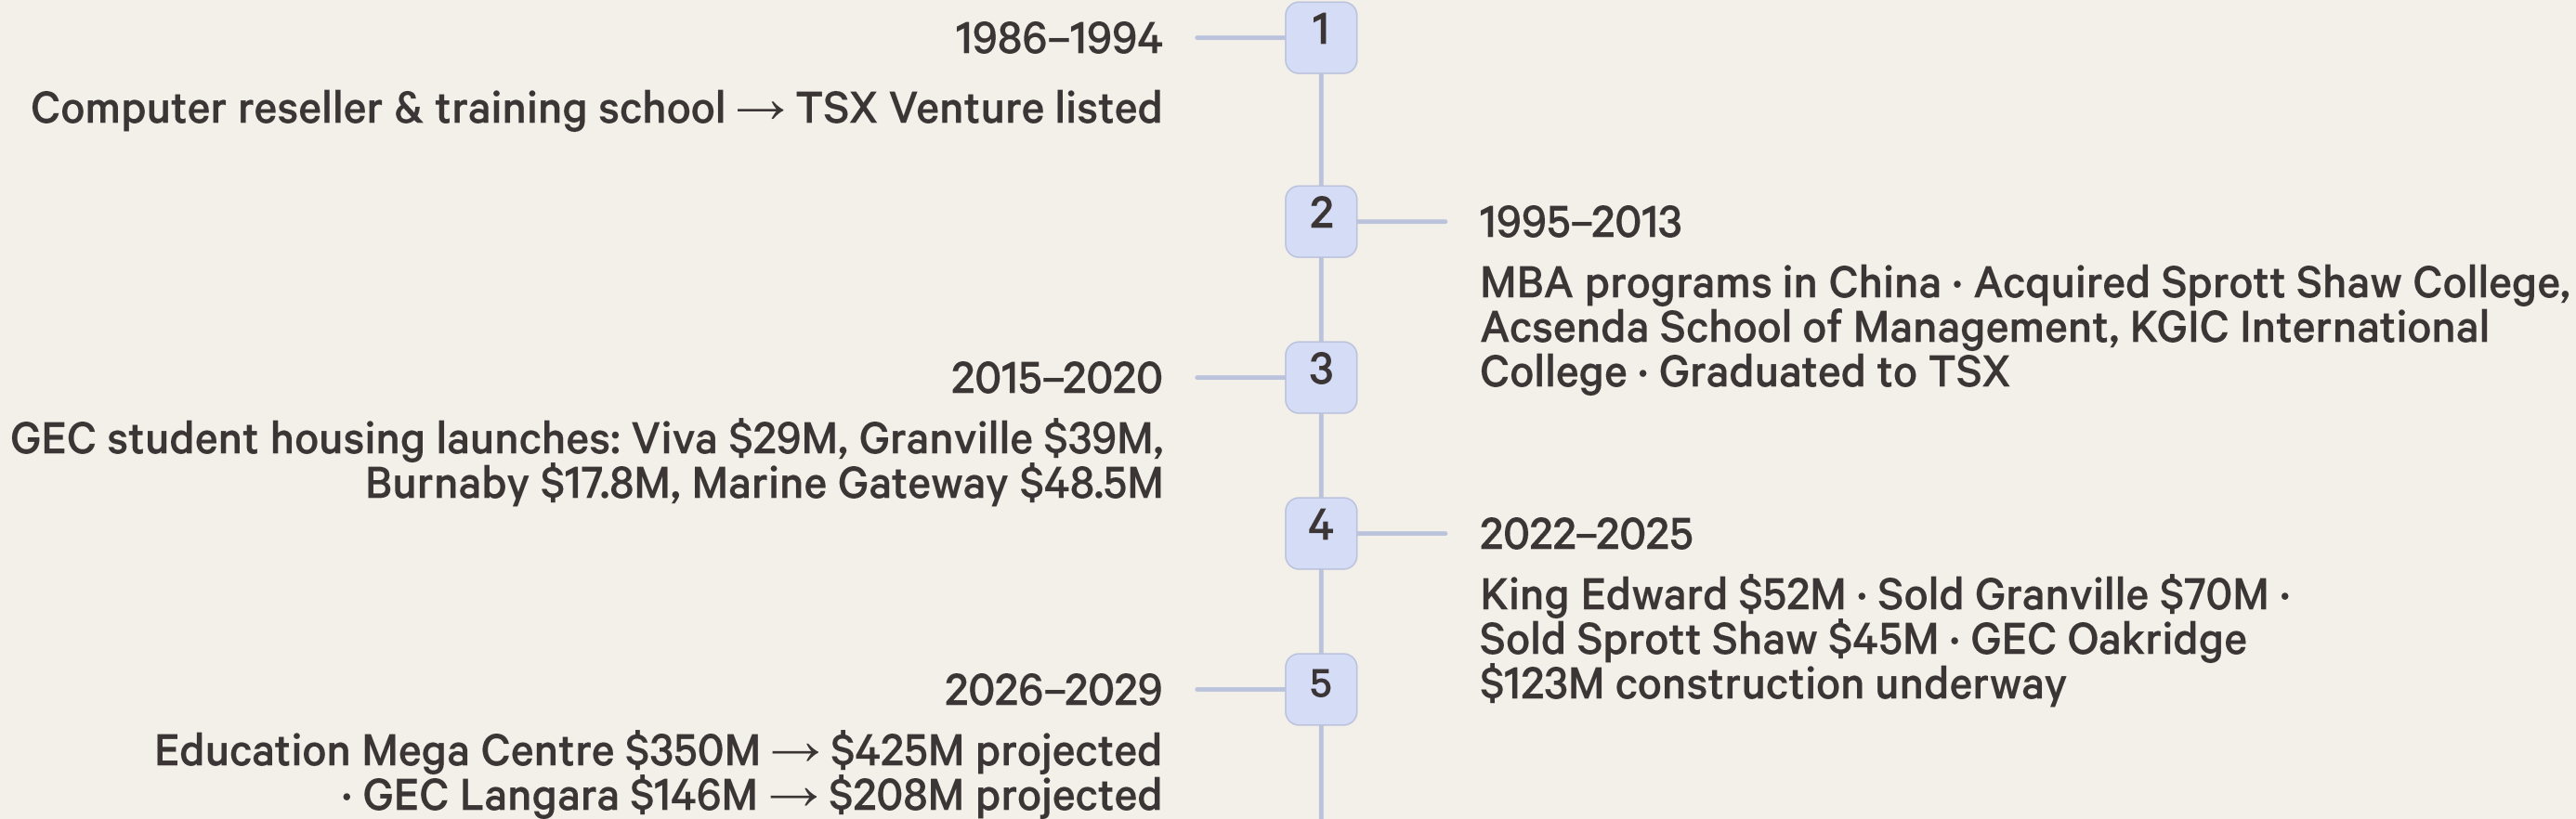 1
1986–1994
Computer reseller & training school → TSX Venture listed
2
1995–2013
MBA programs in China · Acquired Sprott Shaw College,
Acsenda School of Management, KGIC International
College · Graduated to TSX
3
2015–2020
GEC student housing launches: Viva $29M, Granville $39M,
Burnaby $17.8M, Marine Gateway $48.5M
4
2022–2025
King Edward $52M · Sold Granville $70M ·
Sold Sprott Shaw $45M · GEC Oakridge
$123M construction underway
5
2026–2029
Education Mega Centre $350M → $425M projected
· GEC Langara $146M → $208M projected